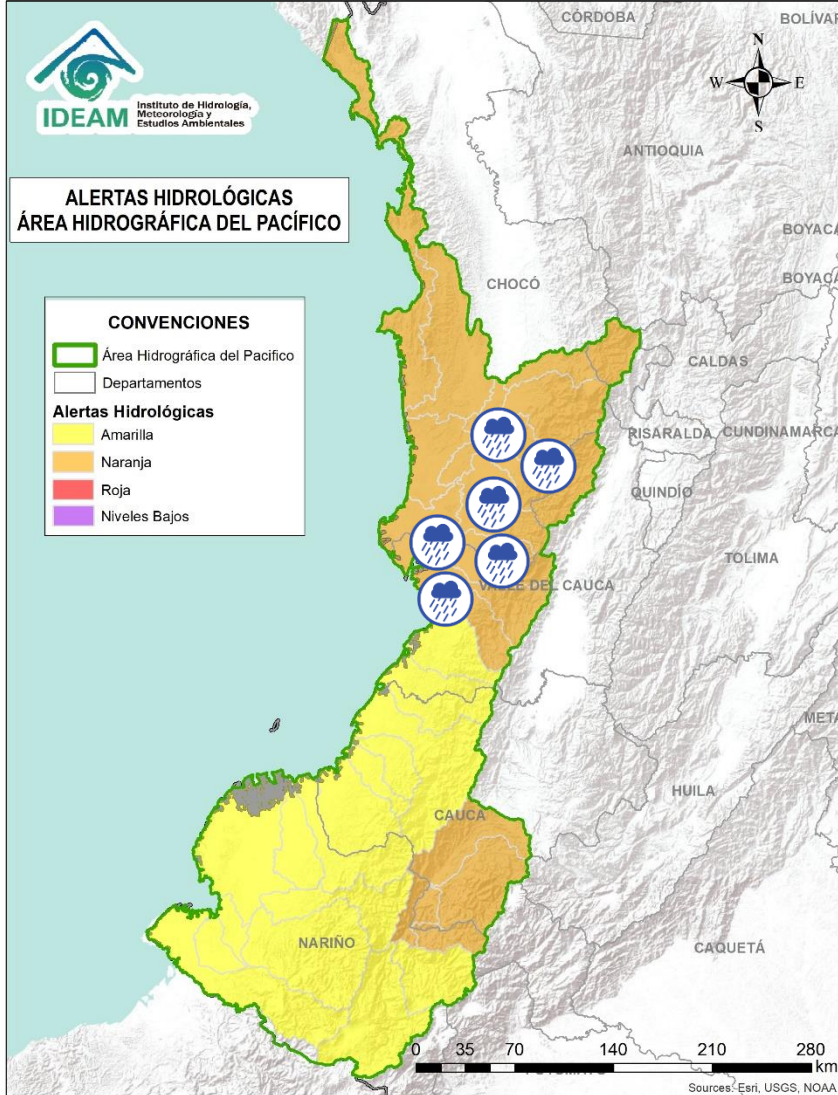 IDEAM
Instituto de Hidrología,
Meteorología y
Estudios Ambientales
ALERTAS HIDROLÓGICAS
ÁREA HIDROGRÁFICA DEL PACÍFICO
CONVENCIONES
Área Hidrográfica del Pacifico
Departamentos
Alertas Hidrológicas
Amarilla
Naranja
Roja
Niveles Bajos
N
W E
S
CÓRDOBA
BOLÍVAR
ANTIOQUIA
BOYACÁ
CHOCÓ
BOYACÁ
CALDAS
RISARALDA
CUNDINAMARCA
QUINDÍO
TOLIMA
VALLE DEL CAUCA
META
HUILA
CAUCA
NARIÑO
CAQUETÁ
0 35 70 140 210 280
km
Sources: Esri, USGS, NOAA